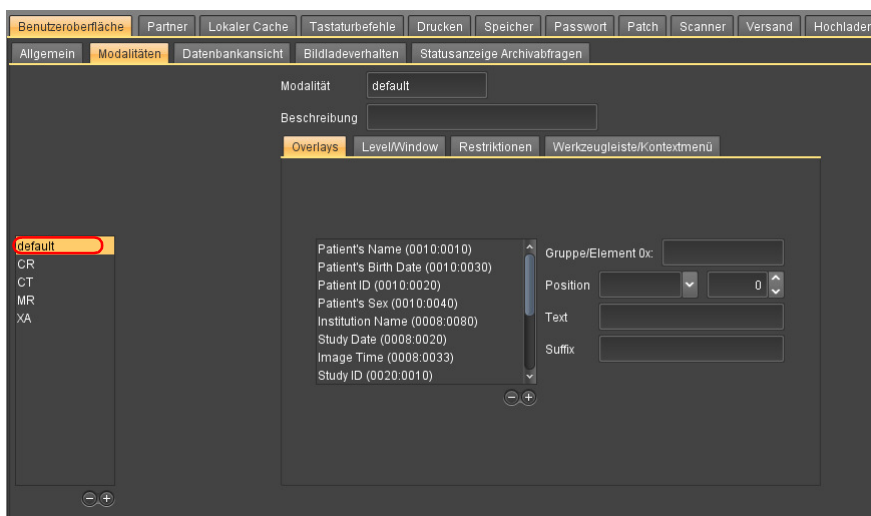 Benutzeroberfläche Partner Lokaler Cache Tastaturbefehle Drucken Speicher Passwort Patch Scanner Versand Hochladen
Allgemein Modalitäten Datenbankansicht Bildladeverhalten Statusanzeige Archivabfragen
Modalität default
Beschreibung
Overlays Level/Window Restriktionen Werkzeugleiste/Kontextmenü
default
CR
CT
MR
XA
Patient's Name (0010:0010)
Patient's Birth Date (0010:0030)
Patient ID (0010:0020)
Patient's Sex (0010:0040)
Institution Name (0008:0080)
Study Date (0008:0020)
Image Time (0008:0033)
Study ID (0020:0010)
Gruppe/Element 0x:
Position 0
Text
Suffix